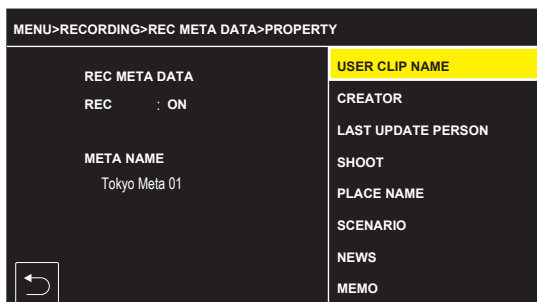 MENU>RECORDING>REC META DATA>PROPERTY
REC META DATA
REC : ON
META NAME
Tokyo Meta 01
USER CLIP NAME
CREATOR
LAST UPDATE PERSON
SHOOT
PLACE NAME
SCENARIO
NEWS
MEMO